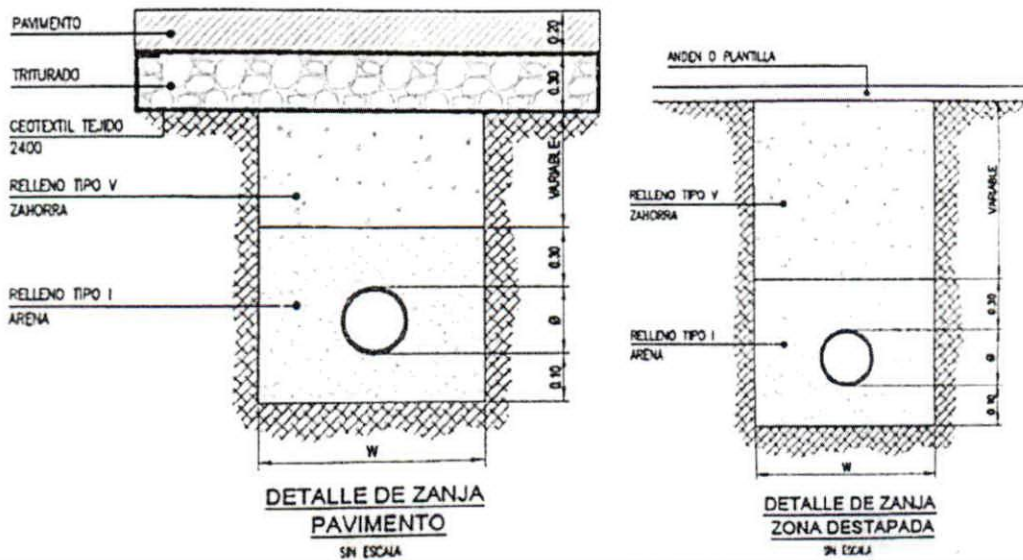 PAVIMENTO
TRITURADO
GEOTEXTIL TEJIDO
2400
RELLENO TIPO V
ZAHORRA
RELLENO TIPO I
ARENA
0.20
0.30
VARIABLE
0.30
Ø
0.10
W
DETALLE DE ZANJA
PAVIMENTO
SIN ESCALA
ANDEN O PLANTILLA
RELLENO TIPO V
ZAHORRA
RELLENO TIPO I
ARENA
VARIABLE
0.30
Ø
0.10
W
DETALLE DE ZANJA
ZONA DESTAPADA
SIN ESCALA